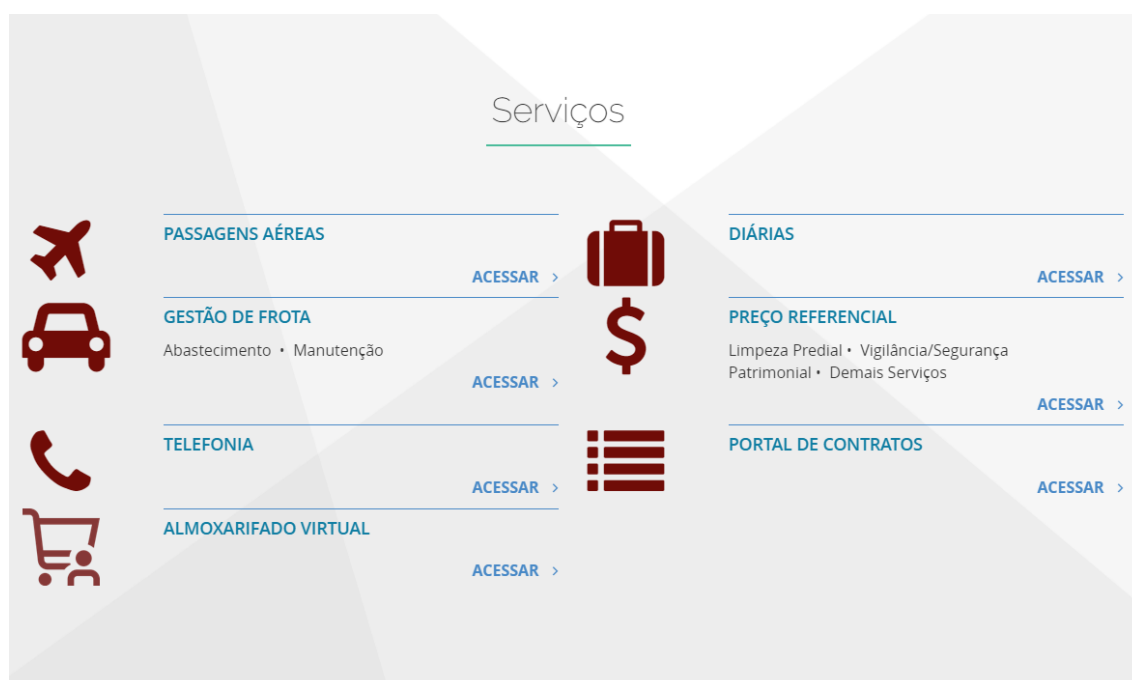 Serviços
PASSAGENS AÉREAS
ACESSAR >
DIÁRIAS
ACESSAR >
GESTÃO DE FROTA
Abastecimento • Manutenção
ACESSAR >
PREÇO REFERENCIAL
Limpeza Predial • Vigilância/Segurança
Patrimonial • Demais Serviços
ACESSAR >
TELEFONIA
ACESSAR >
PORTAL DE CONTRATOS
ACESSAR >
ALMOXARIFADO VIRTUAL
ACESSAR >